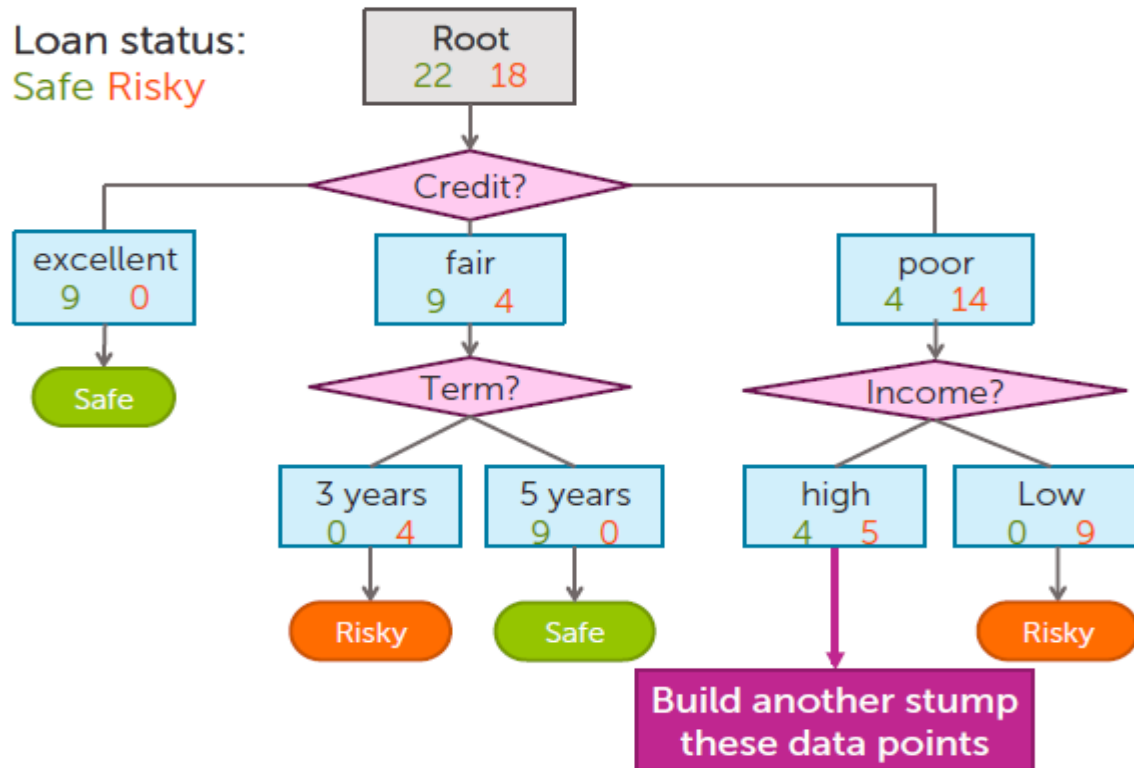 Loan status:
Safe Risky
Root
22 18
Credit?
excellent
9 0
fair
9 4
poor
4 14
Safe
Term?
Income?
3 years
0 4
5 years
9 0
high
4 5
Low
0 9
Risky
Safe
Risky
Build another stump
these data points